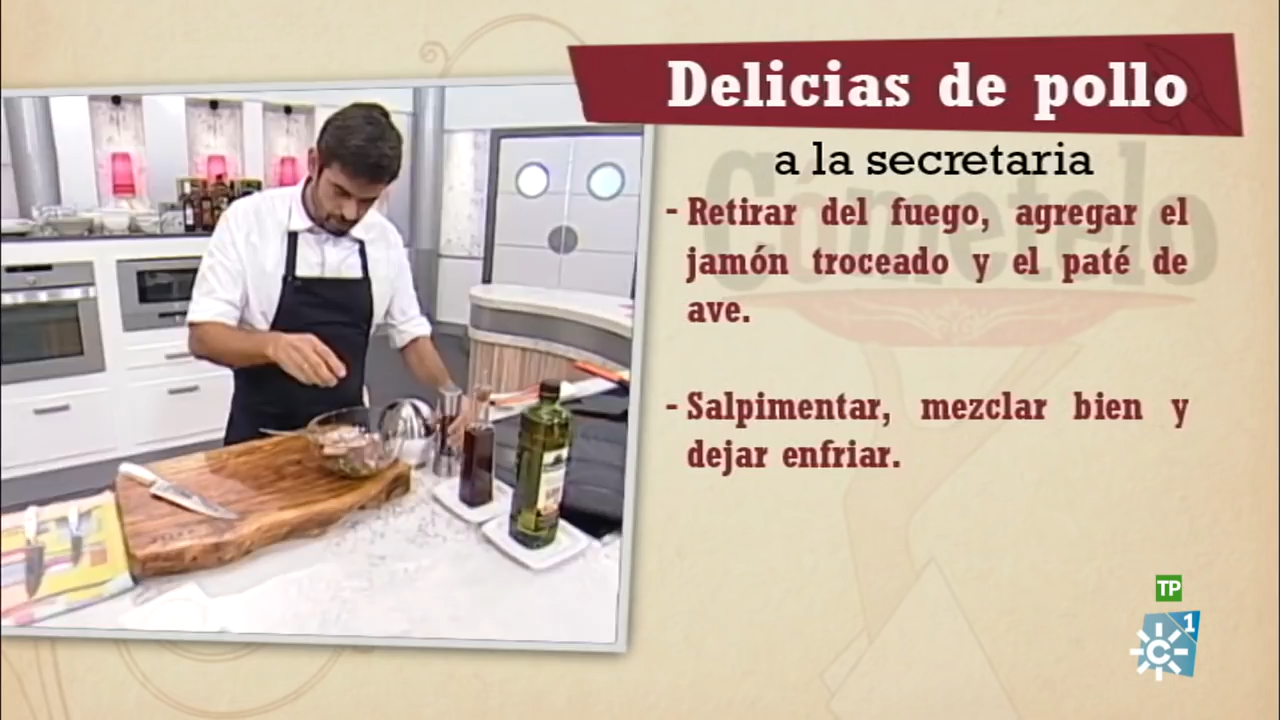 Delicias de pollo
a la secretaria
Cómetelo
- Retirar del fuego, agregar el
jamón troceado y el paté de
ave.
- Salpimentar, mezclar bien y
dejar enfriar.
TP
1